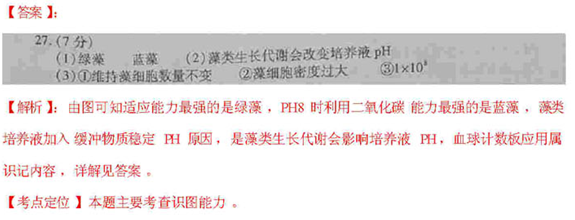 【答案】：
27.(7分)
(1)绿藻 蓝藻 (2)藻类生长代谢会改变培养液 pH
(3)①维持藻细胞数量不变 ②藻细胞密度过大 ③1×10⁸
【解析】：由图可知适应能力最强的是绿藻，PH8 时利用二氧化碳 能力最强的是蓝藻，藻类
培养液加入 缓冲物质稳定 PH 原因，是藻类生长代谢会影响培养液 PH，血球计数板应用属
识记内容，详解见答案。
【考点定位】本题主要考查识图能力。